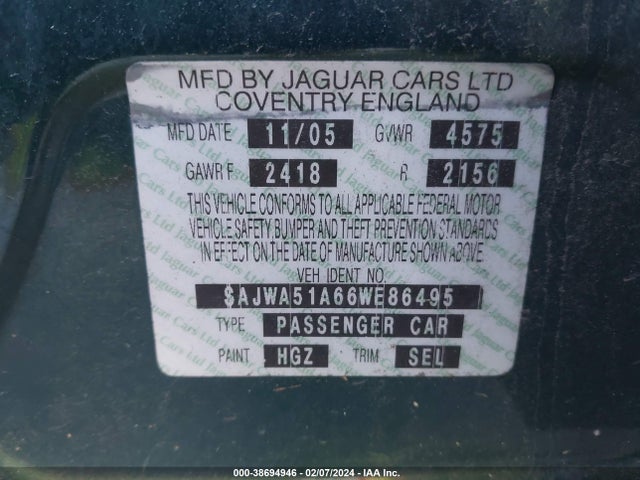 MFD BY JAGUAR CARS LTD
COVENTRY ENGLAND
MFD DATE 11/05 GVWR 4575
GAWR F 2418 R 2156
THIS VEHICLE CONFORMS TO ALL APPLICABLE FEDERAL MOTOR
VEHICLE SAFETY, BUMPER AND THEFT PREVENTION STANDARDS
IN EFFECT ON THE DATE OF MANUFACTURE SHOWN ABOVE.
VEH IDENT NO.
SAJWA51A66WE86495
TYPE PASSENGER CAR
PAINT HGZ TRIM SEL
000-38694946 - 02/07/2024 - IAA Inc.